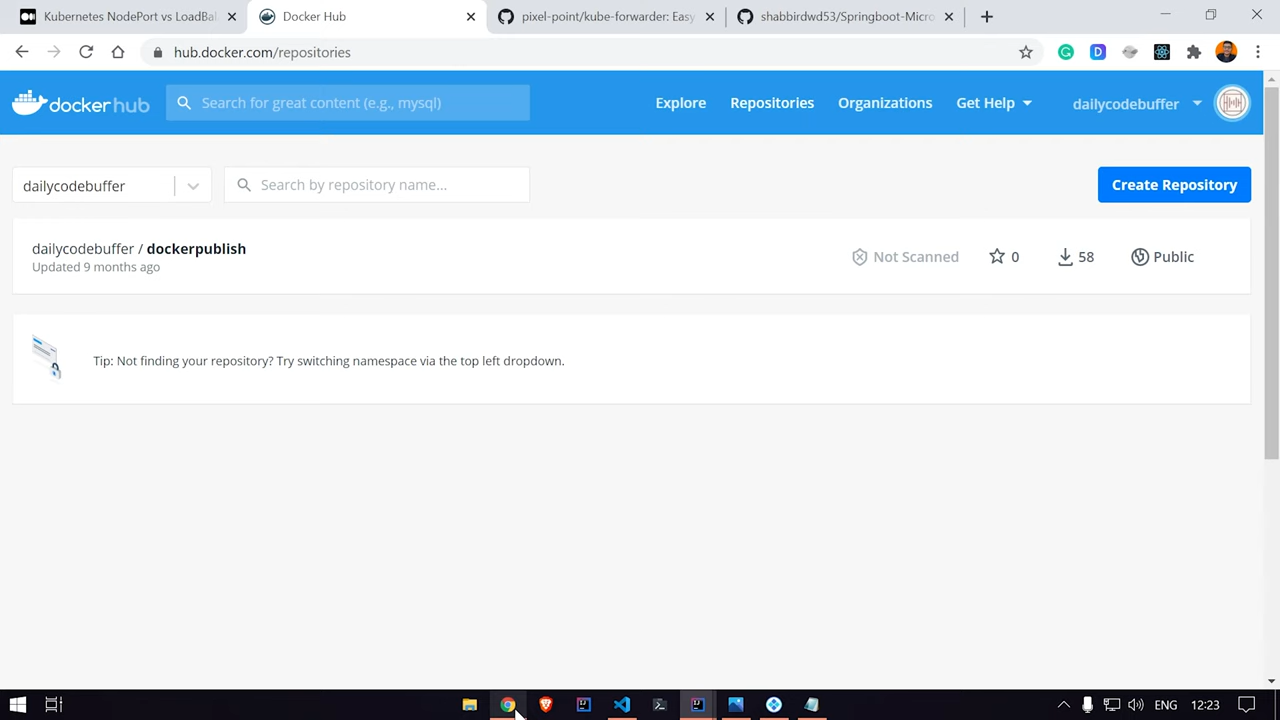 Kubernetes NodePort vs LoadBal
Docker Hub
pixel-point/kube-forwarder: Easy
shabbirdwd53/Springboot-Micro
hub.docker.com/repositories
dockerhub
Search for great content (e.g., mysql)
Explore
Repositories
Organizations
Get Help
dailycodebuffer
dailycodebuffer
Search by repository name...
Create Repository
dailycodebuffer / dockerpublish
Updated 9 months ago
Not Scanned
0
58
Public
Tip: Not finding your repository? Try switching namespace via the top left dropdown.
ENG
12:23